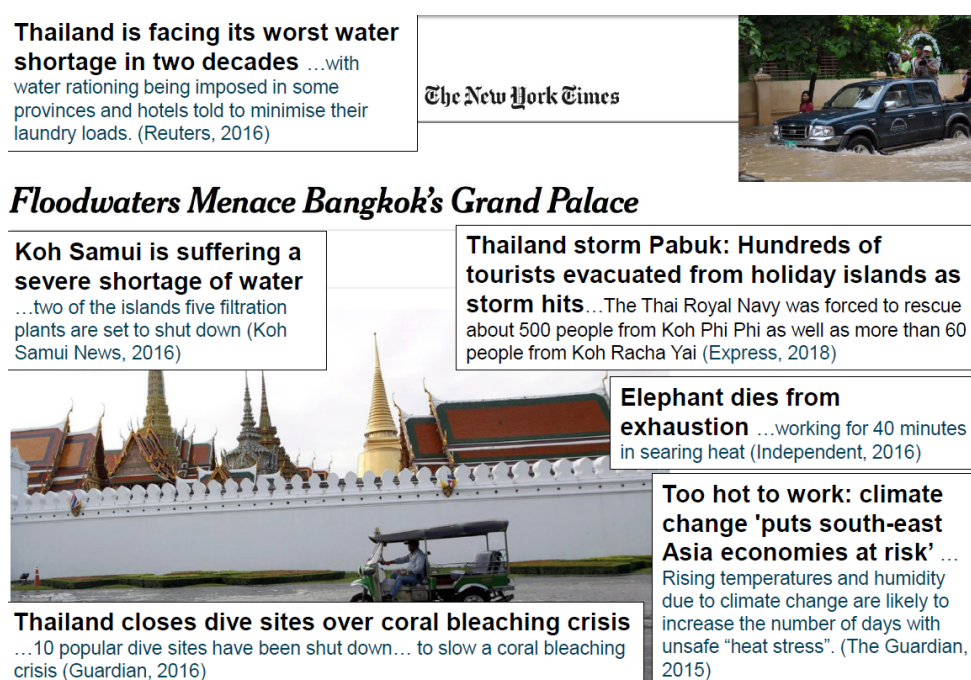 Thailand is facing its worst water
shortage in two decades …with
water rationing being imposed in some
provinces and hotels told to minimise their
laundry loads. (Reuters, 2016)
The New York Times
Floodwaters Menace Bangkok's Grand Palace
Koh Samui is suffering a
severe shortage of water
…two of the islands five filtration
plants are set to shut down (Koh
Samui News, 2016)
Thailand storm Pabuk: Hundreds of
tourists evacuated from holiday islands as
storm hits…The Thai Royal Navy was forced to rescue
about 500 people from Koh Phi Phi as well as more than 60
people from Koh Racha Yai (Express, 2018)
Elephant dies from
exhaustion …working for 40 minutes
in searing heat (Independent, 2016)
Too hot to work: climate
change 'puts south-east
Asia economies at risk’ …
Rising temperatures and humidity
due to climate change are likely to
increase the number of days with
unsafe “heat stress”. (The Guardian,
2015)
Thailand closes dive sites over coral bleaching crisis
…10 popular dive sites have been shut down… to slow a coral bleaching
crisis (Guardian, 2016)